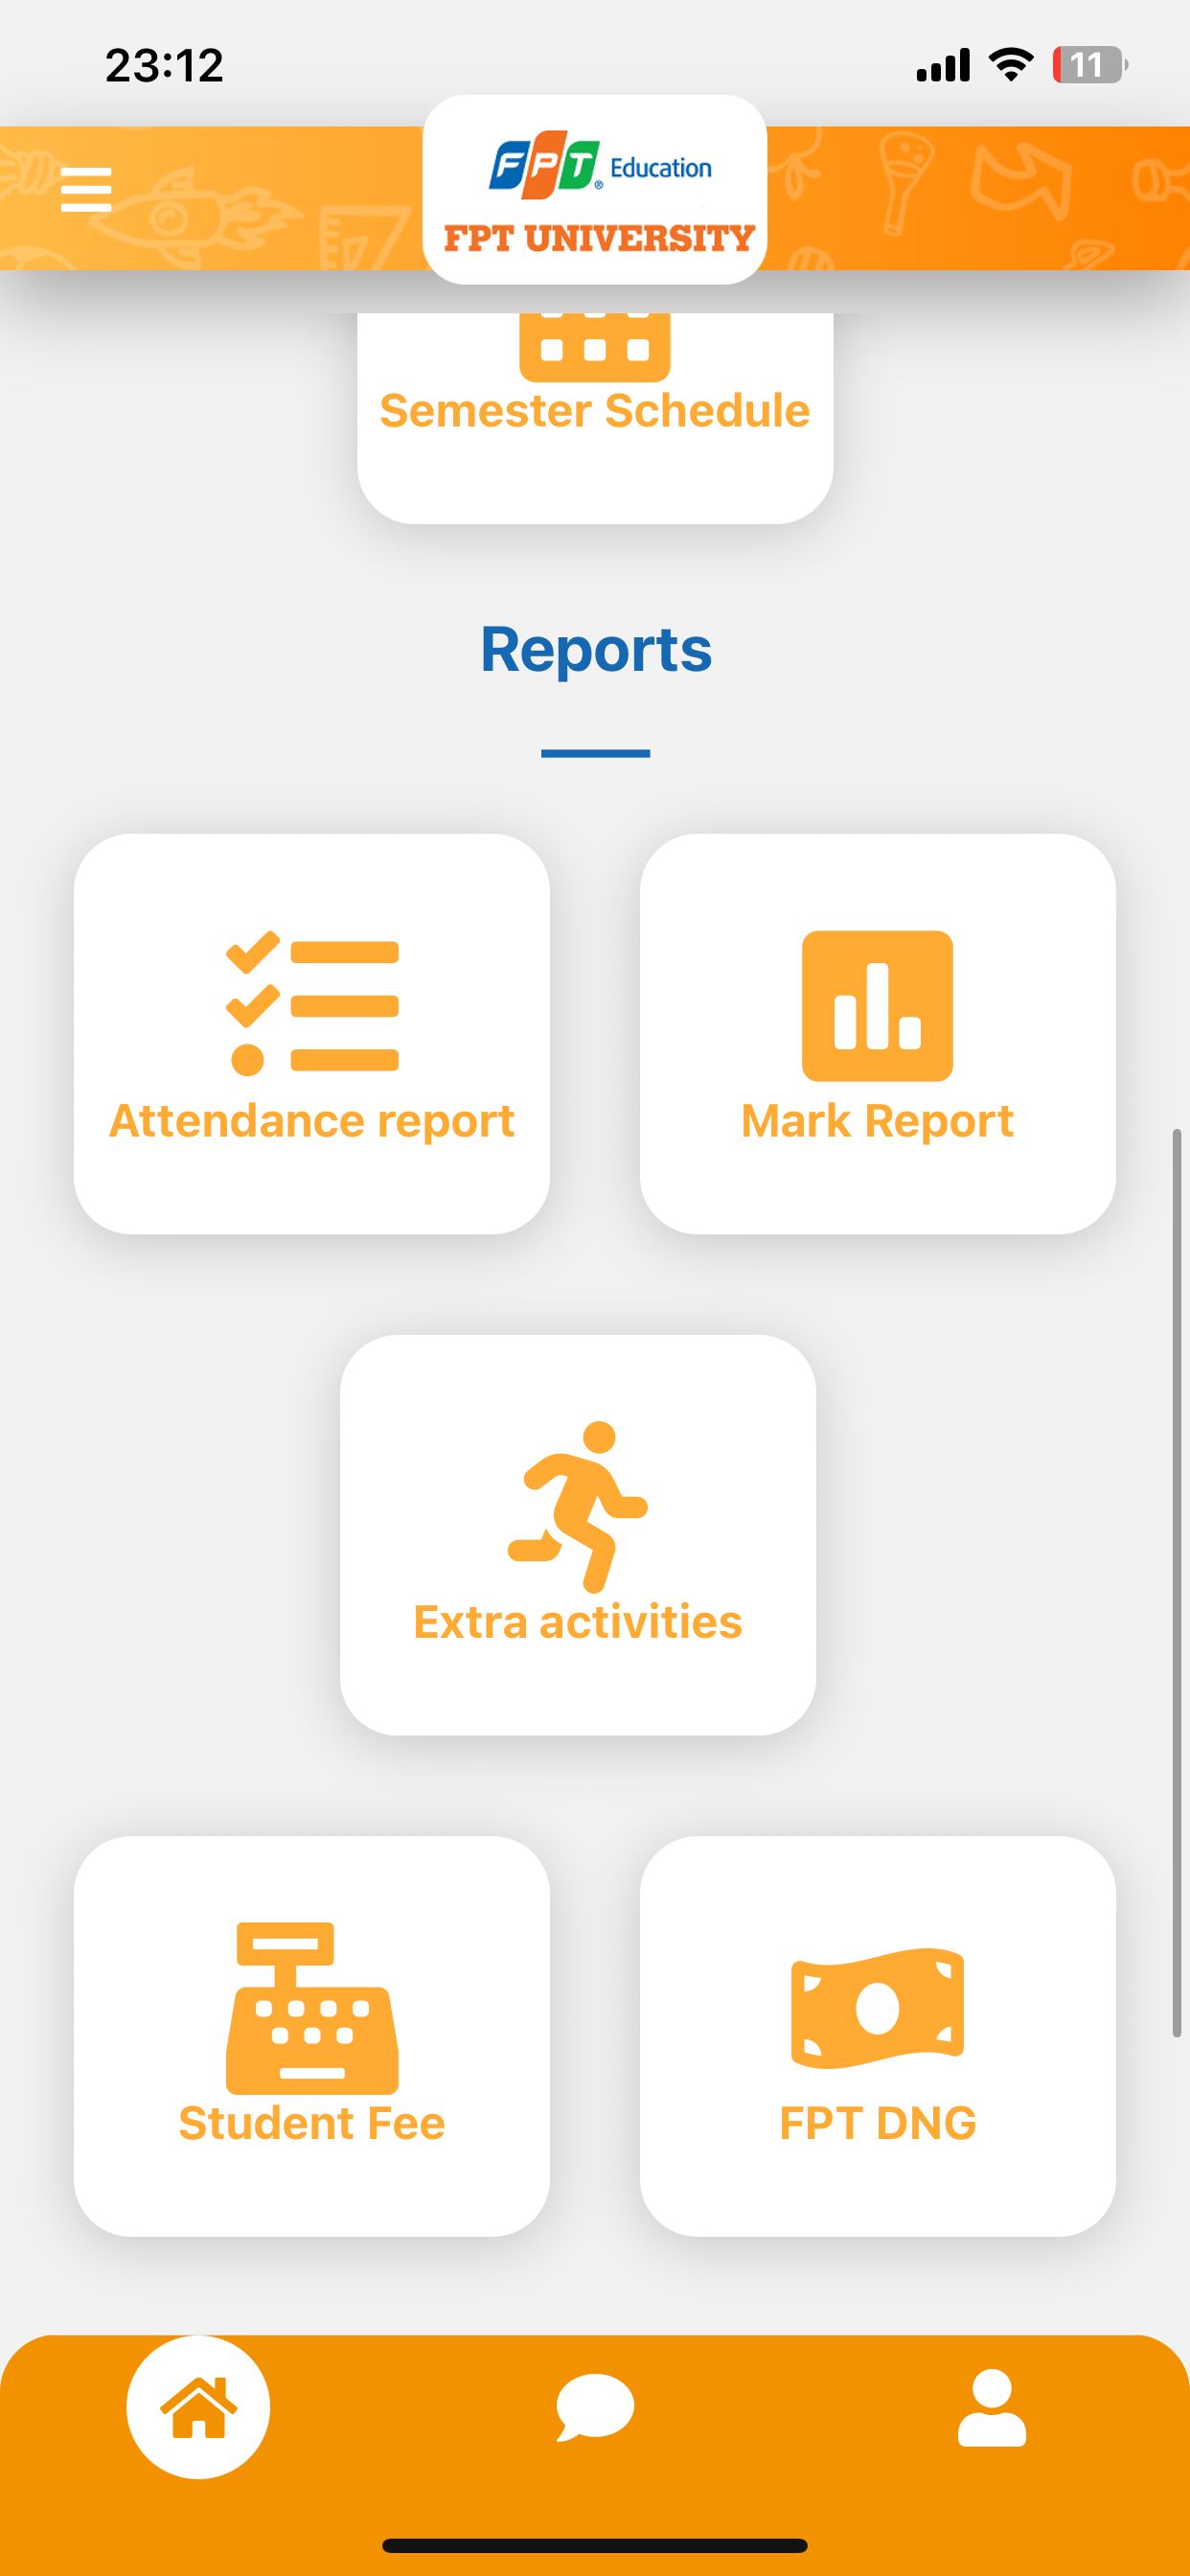 23:12
11
FPT Education
FPT UNIVERSITY
Semester Schedule
Reports
Attendance report
Mark Report
Extra activities
Student Fee
FPT DNG